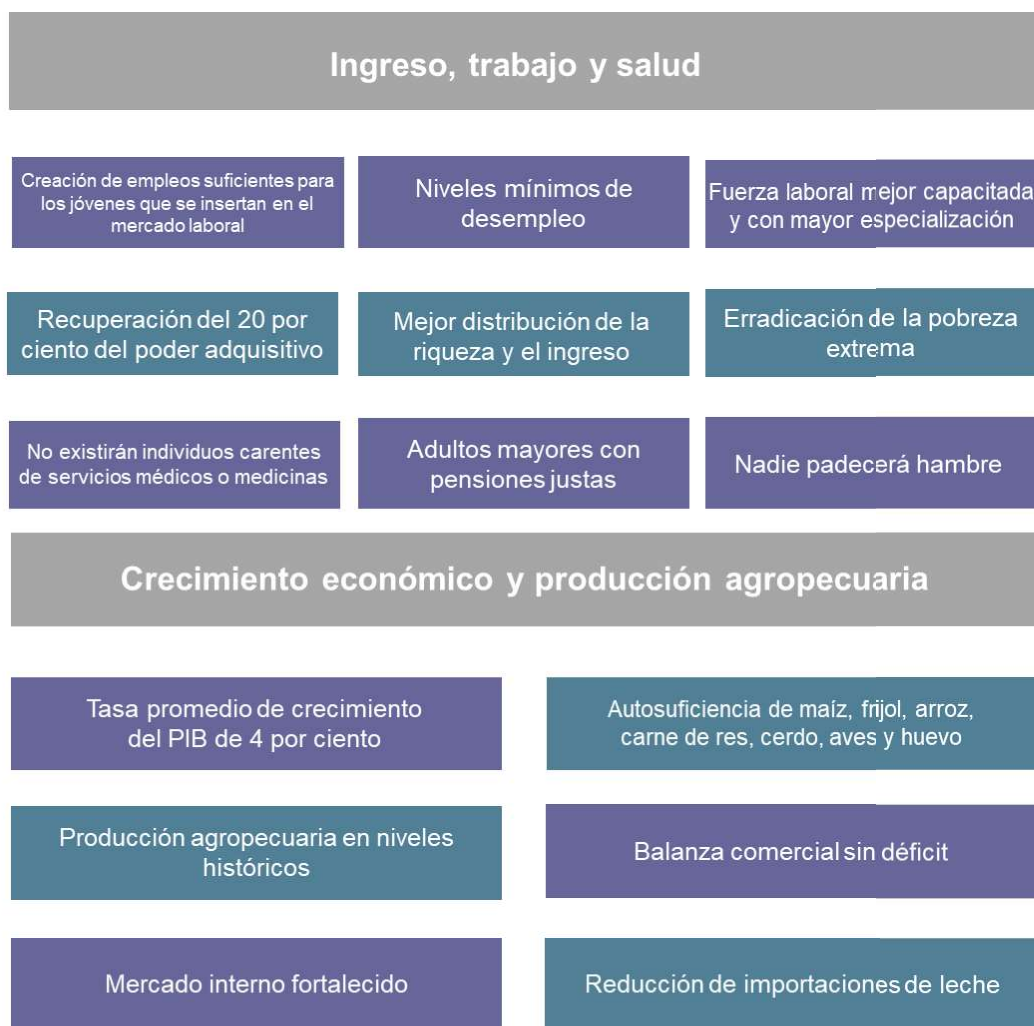 Ingreso, trabajo y salud
Creación de empleos suficientes para
los jóvenes que se insertan en el
mercado laboral
Niveles mínimos de
desempleo
Fuerza laboral mejor capacitada
y con mayor especialización
Recuperación del 20 por
ciento del poder adquisitivo
Mejor distribución de la
riqueza y el ingreso
Erradicación de la pobreza
extrema
No existirán individuos carentes
de servicios médicos o medicinas
Adultos mayores con
pensiones justas
Nadie padecerá hambre
Crecimiento económico y producción agropecuaria
Tasa promedio de crecimiento
del PIB de 4 por ciento
Autosuficiencia de maíz, frijol, arroz,
carne de res, cerdo, aves y huevo
Producción agropecuaria en niveles
históricos
Balanza comercial sin déficit
Mercado interno fortalecido
Reducción de importaciones de leche